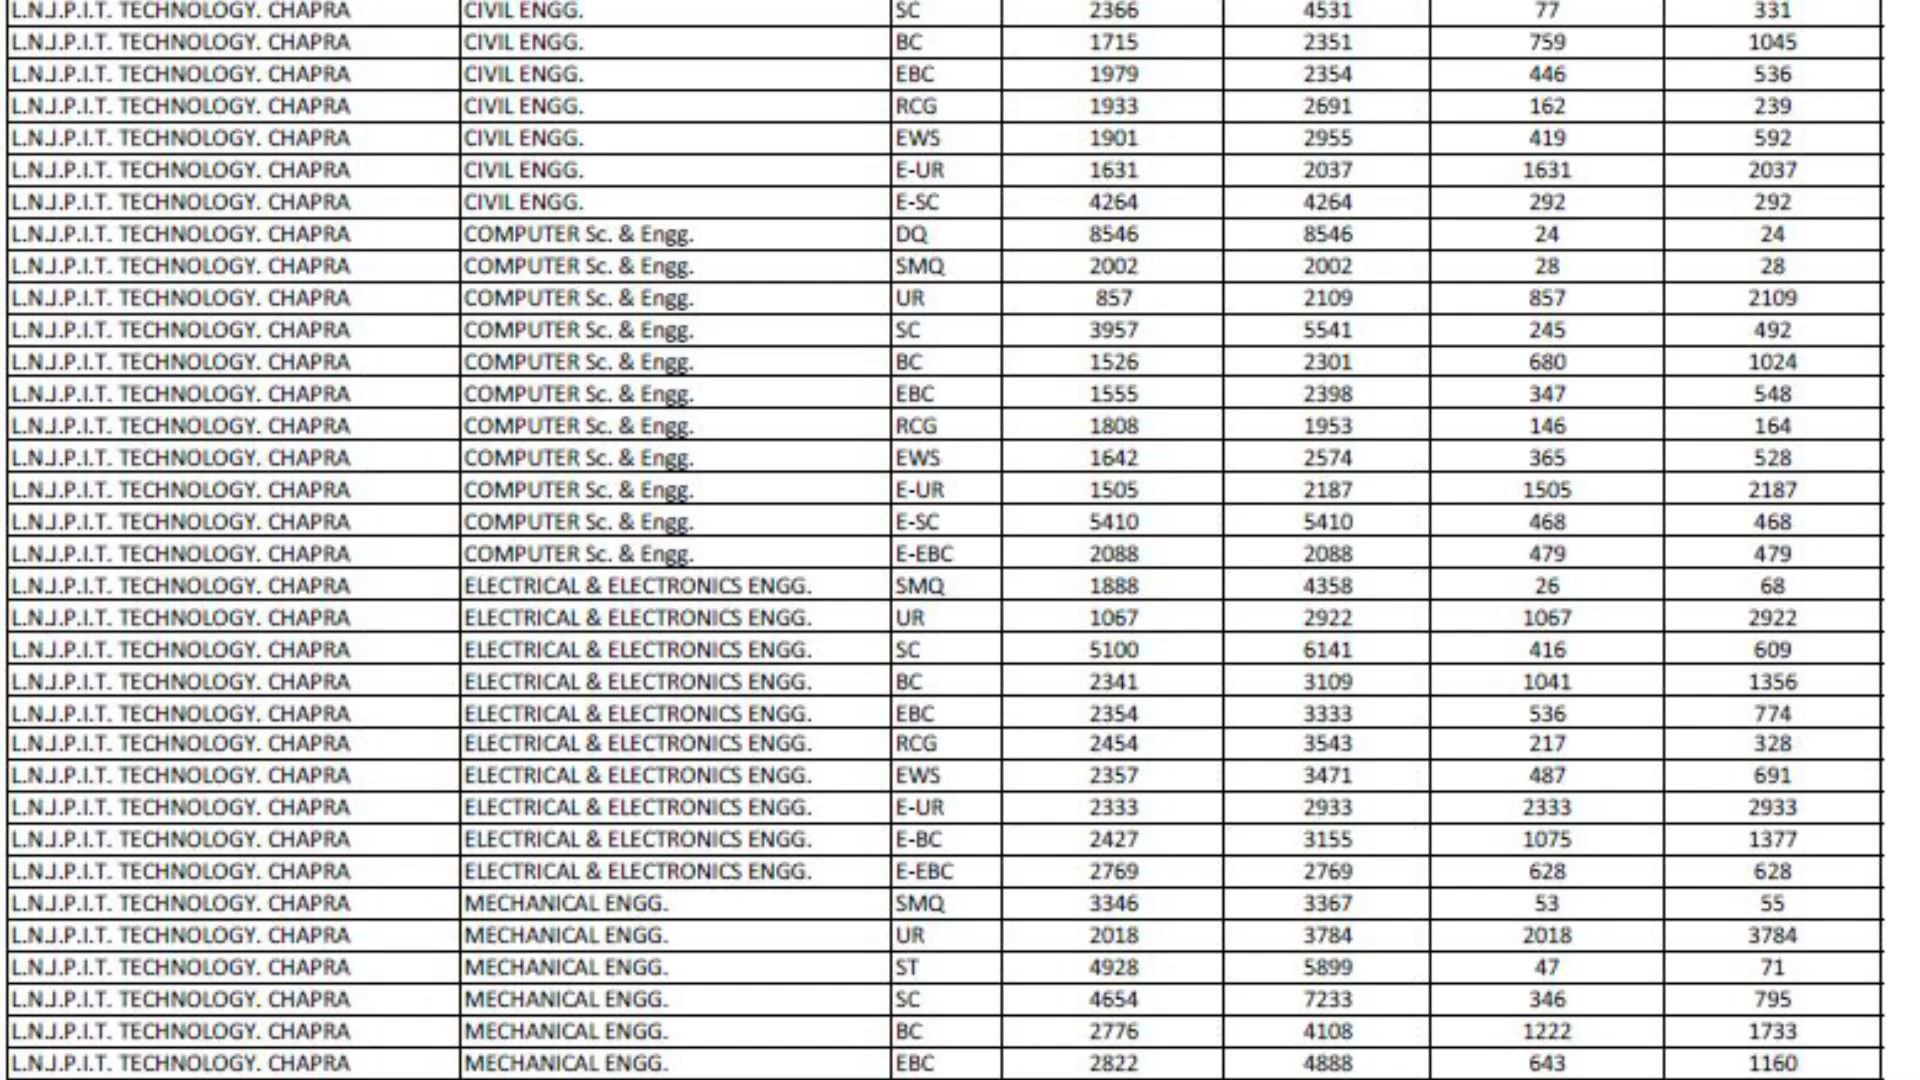 L.N.J.P.I.T. TECHNOLOGY. CHAPRA CIVIL ENGG. SC 2366 4531 77 331
L.N.J.P.I.T. TECHNOLOGY. CHAPRA CIVIL ENGG. BC 1715 2351 759 1045
L.N.J.P.I.T. TECHNOLOGY. CHAPRA CIVIL ENGG. EBC 1979 2354 446 536
L.N.J.P.I.T. TECHNOLOGY. CHAPRA CIVIL ENGG. RCG 1933 2691 162 239
L.N.J.P.I.T. TECHNOLOGY. CHAPRA CIVIL ENGG. EWS 1901 2955 419 592
L.N.J.P.I.T. TECHNOLOGY. CHAPRA CIVIL ENGG. E-UR 1631 2037 1631 2037
L.N.J.P.I.T. TECHNOLOGY. CHAPRA CIVIL ENGG. E-SC 4264 4264 292 292
L.N.J.P.I.T. TECHNOLOGY. CHAPRA COMPUTER Sc. & Engg. DQ 8546 8546 24 24
L.N.J.P.I.T. TECHNOLOGY. CHAPRA COMPUTER Sc. & Engg. SMQ 2002 2002 28 28
L.N.J.P.I.T. TECHNOLOGY. CHAPRA COMPUTER Sc. & Engg. UR 857 2109 857 2109
L.N.J.P.I.T. TECHNOLOGY. CHAPRA COMPUTER Sc. & Engg. SC 3957 5541 245 492
L.N.J.P.I.T. TECHNOLOGY. CHAPRA COMPUTER Sc. & Engg. BC 1526 2301 680 1024
L.N.J.P.I.T. TECHNOLOGY. CHAPRA COMPUTER Sc. & Engg. EBC 1555 2398 347 548
L.N.J.P.I.T. TECHNOLOGY. CHAPRA COMPUTER Sc. & Engg. RCG 1808 1953 146 164
L.N.J.P.I.T. TECHNOLOGY. CHAPRA COMPUTER Sc. & Engg. EWS 1642 2574 365 528
L.N.J.P.I.T. TECHNOLOGY. CHAPRA COMPUTER Sc. & Engg. E-UR 1505 2187 1505 2187
L.N.J.P.I.T. TECHNOLOGY. CHAPRA COMPUTER Sc. & Engg. E-SC 5410 5410 468 468
L.N.J.P.I.T. TECHNOLOGY. CHAPRA COMPUTER Sc. & Engg. E-EBC 2088 2088 479 479
L.N.J.P.I.T. TECHNOLOGY. CHAPRA ELECTRICAL & ELECTRONICS ENGG. SMQ 1888 4358 26 68
L.N.J.P.I.T. TECHNOLOGY. CHAPRA ELECTRICAL & ELECTRONICS ENGG. UR 1067 2922 1067 2922
L.N.J.P.I.T. TECHNOLOGY. CHAPRA ELECTRICAL & ELECTRONICS ENGG. SC 5100 6141 416 609
L.N.J.P.I.T. TECHNOLOGY. CHAPRA ELECTRICAL & ELECTRONICS ENGG. BC 2341 3109 1041 1356
L.N.J.P.I.T. TECHNOLOGY. CHAPRA ELECTRICAL & ELECTRONICS ENGG. EBC 2354 3333 536 774
L.N.J.P.I.T. TECHNOLOGY. CHAPRA ELECTRICAL & ELECTRONICS ENGG. RCG 2454 3543 217 328
L.N.J.P.I.T. TECHNOLOGY. CHAPRA ELECTRICAL & ELECTRONICS ENGG. EWS 2357 3471 487 691
L.N.J.P.I.T. TECHNOLOGY. CHAPRA ELECTRICAL & ELECTRONICS ENGG. E-UR 2333 2933 2333 2933
L.N.J.P.I.T. TECHNOLOGY. CHAPRA ELECTRICAL & ELECTRONICS ENGG. E-BC 2427 3155 1075 1377
L.N.J.P.I.T. TECHNOLOGY. CHAPRA ELECTRICAL & ELECTRONICS ENGG. E-EBC 2769 2769 628 628
L.N.J.P.I.T. TECHNOLOGY. CHAPRA MECHANICAL ENGG. SMQ 3346 3367 53 55
L.N.J.P.I.T. TECHNOLOGY. CHAPRA MECHANICAL ENGG. UR 2018 3784 2018 3784
L.N.J.P.I.T. TECHNOLOGY. CHAPRA MECHANICAL ENGG. ST 4928 5899 47 71
L.N.J.P.I.T. TECHNOLOGY. CHAPRA MECHANICAL ENGG. SC 4654 7233 346 795
L.N.J.P.I.T. TECHNOLOGY. CHAPRA MECHANICAL ENGG. BC 2776 4108 1222 1733
L.N.J.P.I.T. TECHNOLOGY. CHAPRA MECHANICAL ENGG. EBC 2822 4888 643 1160